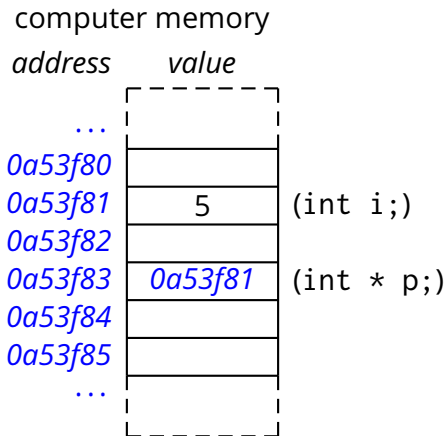 computer memory
address value
...
0a53f80
0a53f81 5 (int i;)
0a53f82
0a53f83 0a53f81 (int * p;)
0a53f84
0a53f85
...